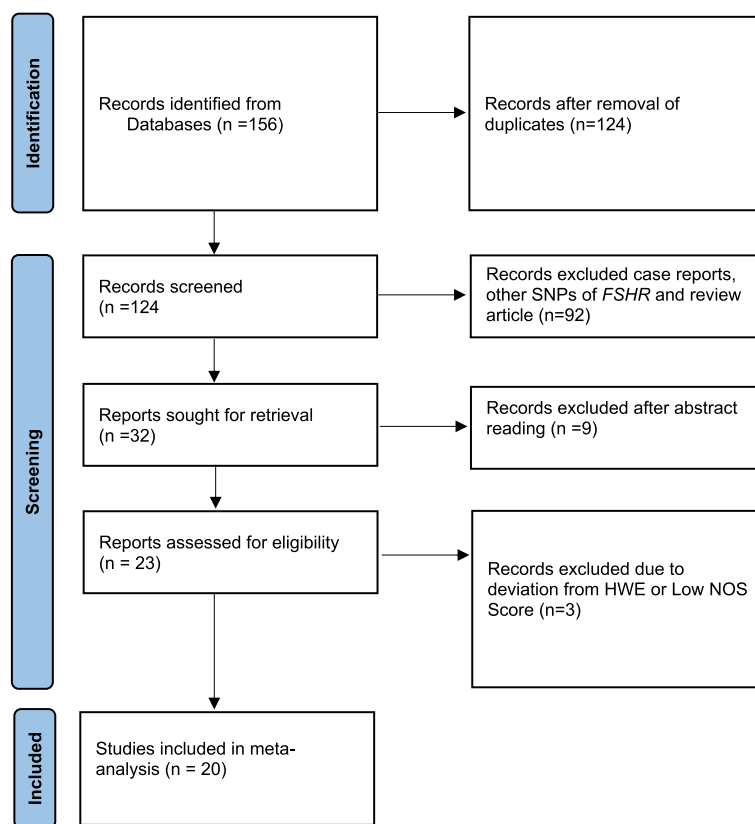 Identification
Records identified from
Databases (n =156)
Records after removal of
duplicates (n=124)
Screening
Records screened
(n =124
Records excluded case reports,
other SNPs of FSHR and review
article (n=92)
Reports sought for retrieval
(n =32)
Records excluded after abstract
reading (n =9)
Reports assessed for eligibility
(n = 23)
Records excluded due to
deviation from HWE or Low NOS
Score (n=3)
Included
Studies included in meta-
analysis (n = 20)